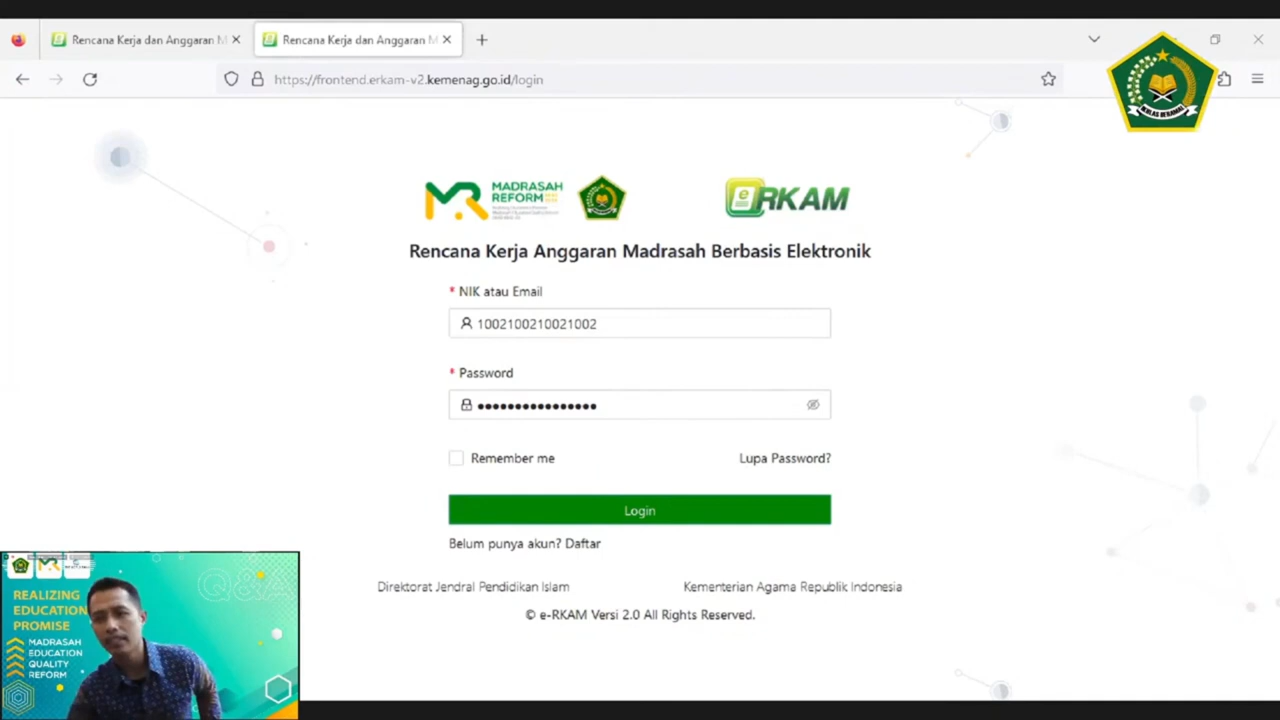 Rencana Kerja dan Anggaran M
Rencana Kerja dan Anggaran M
https://frontend.erkam-v2.kemenag.go.id/login
IKHLAS BERAMAL
MADRASAH
REFORM
eRKAM
Rencana Kerja Anggaran Madrasah Berbasis Elektronik
* NIK atau Email
1002100210021002
* Password
••••••••••••••••
Remember me
Lupa Password?
Login
Belum punya akun? Daftar
Direktorat Jendral Pendidikan Islam
Kementerian Agama Republik Indonesia
© e-RKAM Versi 2.0 All Rights Reserved.
Q&A
REALIZING
EDUCATION
PROMISE
MADRASAH
EDUCATION
QUALITY
REFORM